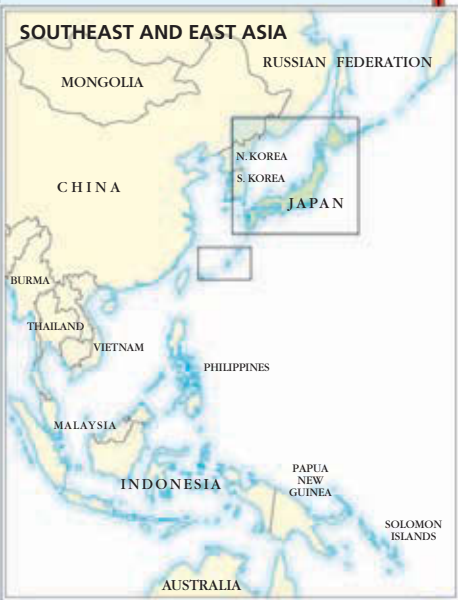 SOUTHEAST AND EAST ASIA
RUSSIAN FEDERATION
MONGOLIA
N. KOREA
S. KOREA
CHINA
JAPAN
BURMA
THAILAND
VIETNAM
PHILIPPINES
MALAYSIA
INDONESIA
PAPUA
NEW
GUINEA
SOLOMON
ISLANDS
AUSTRALIA